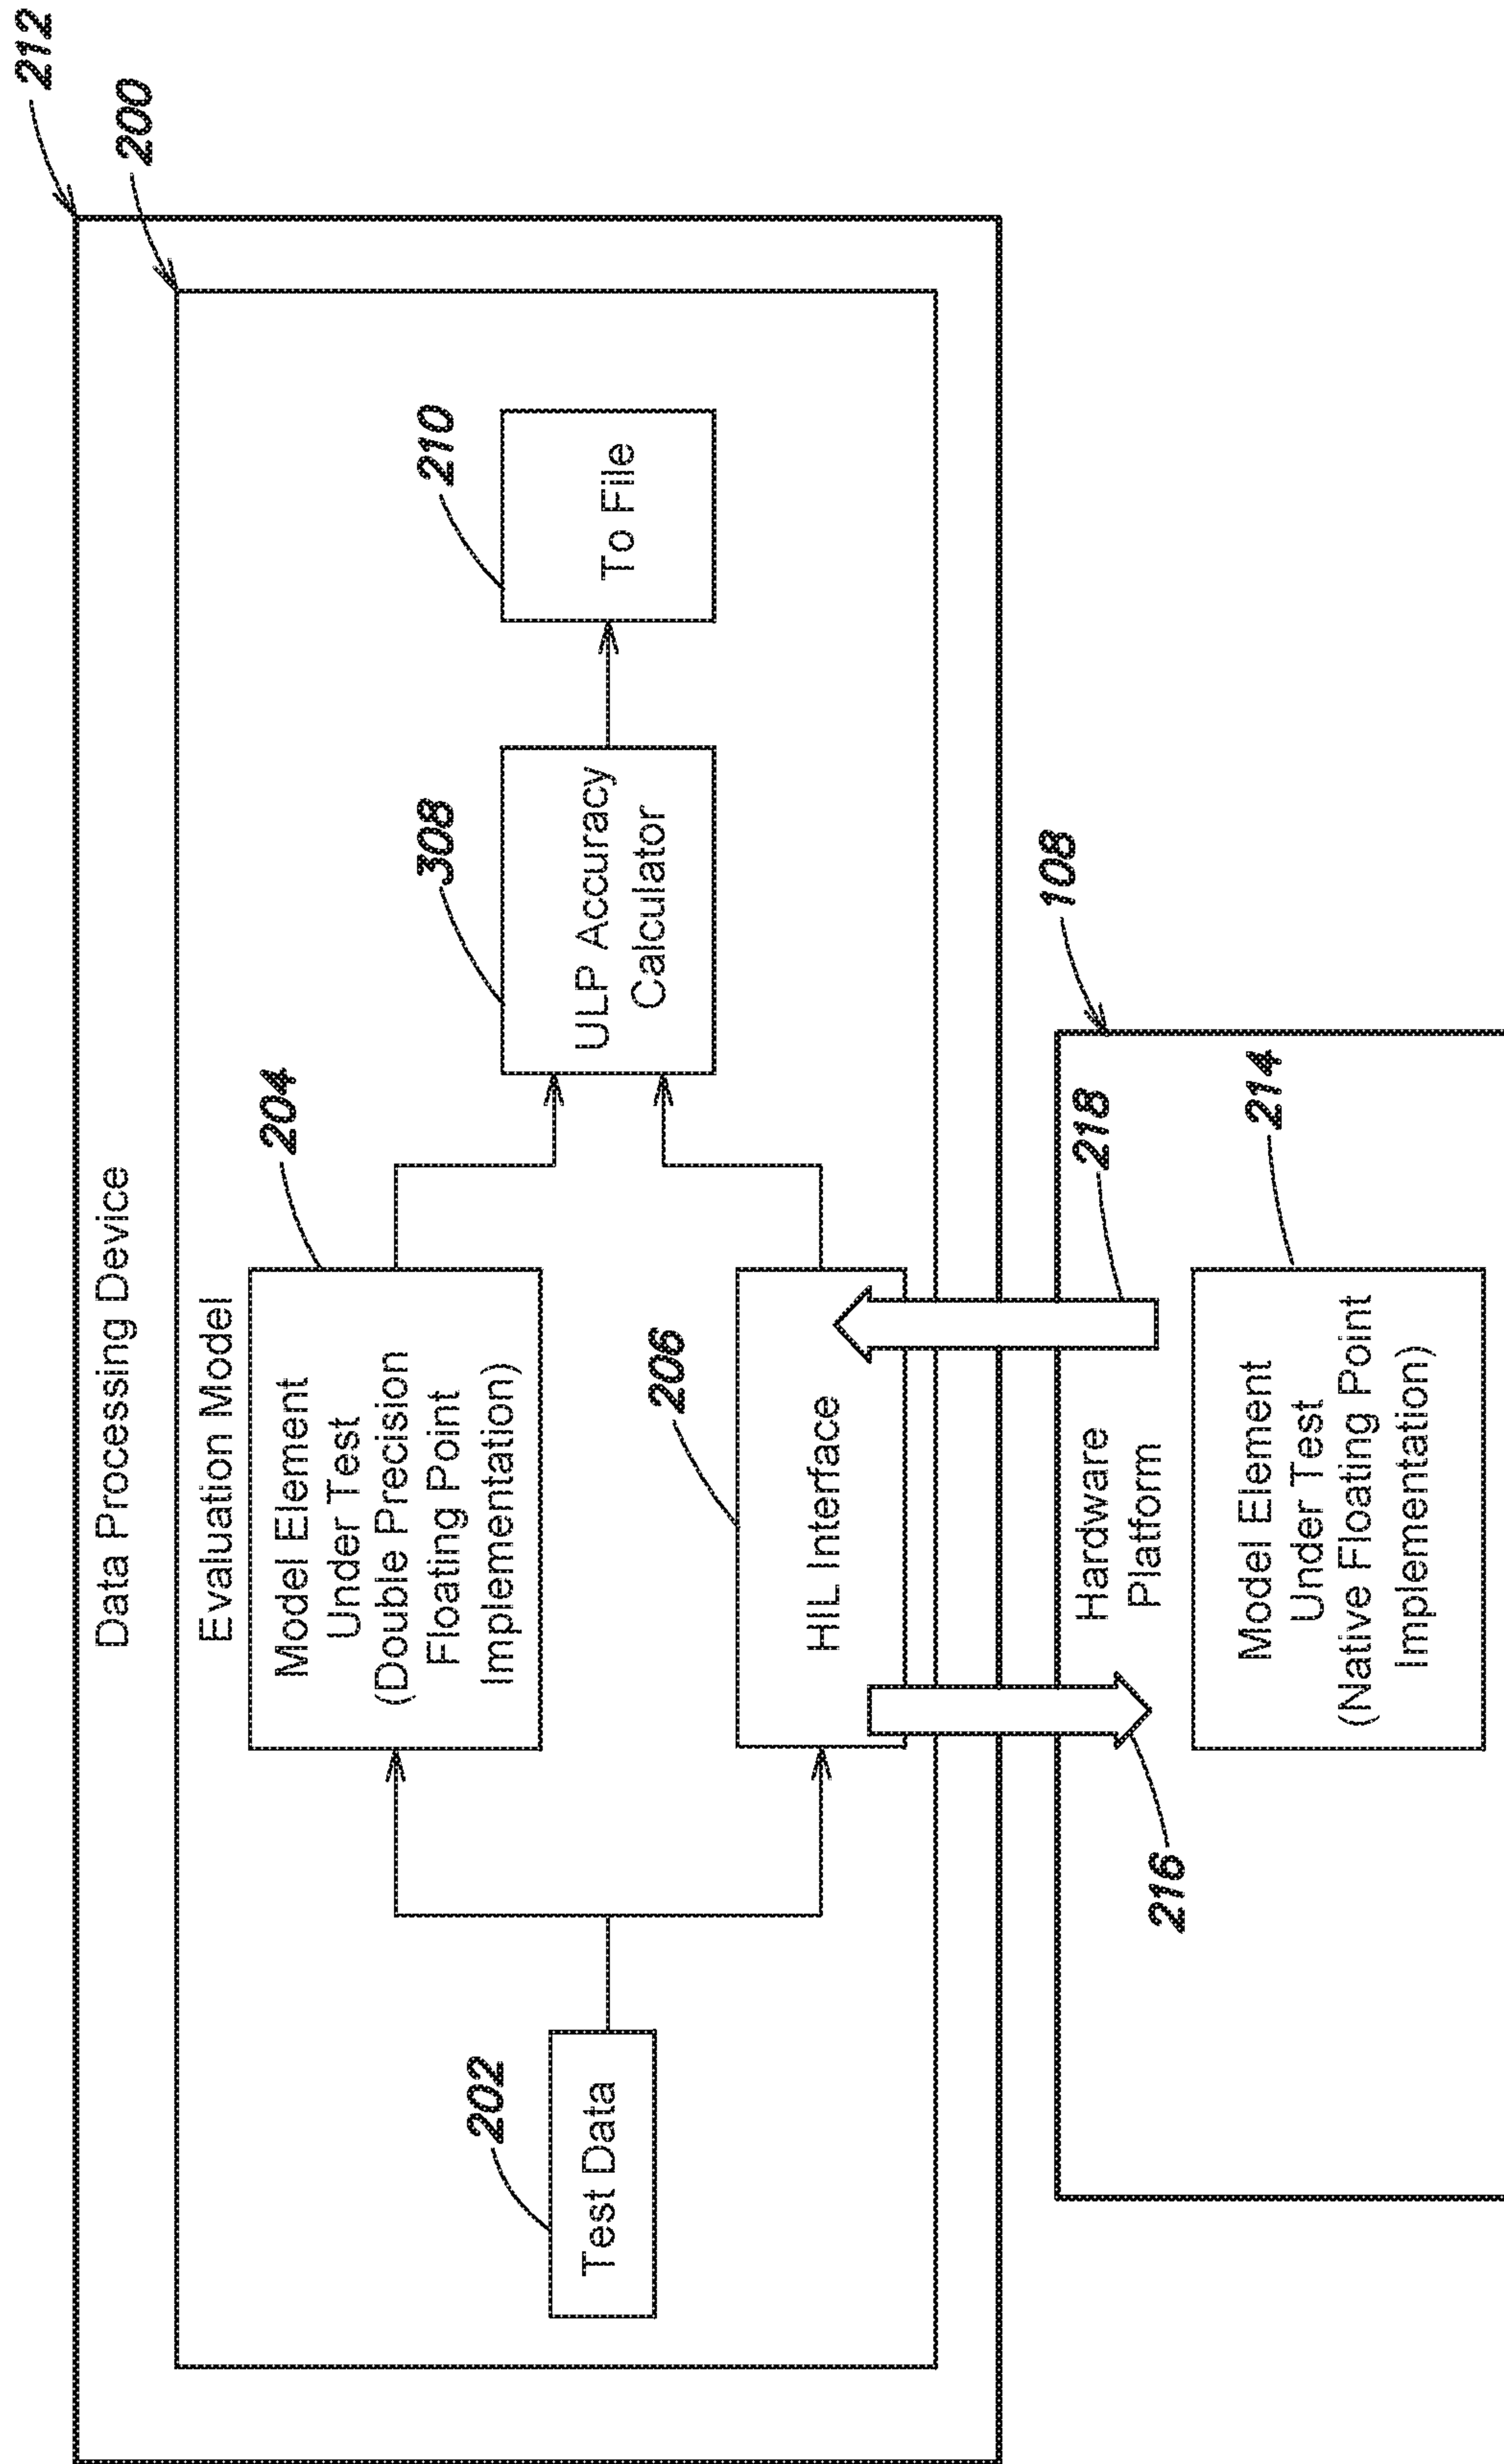 212
200
Data Processing Device
Evaluation Model
204
Model Element
Under Test
(Double Precision
Floating Point
Implementation)
202
Test Data
308
ULP Accuracy
Calculator
210
To File
206
HIL Interface
108
Hardware
Platform
216
218
214
Model Element
Under Test
(Native Floating Point
Implementation)